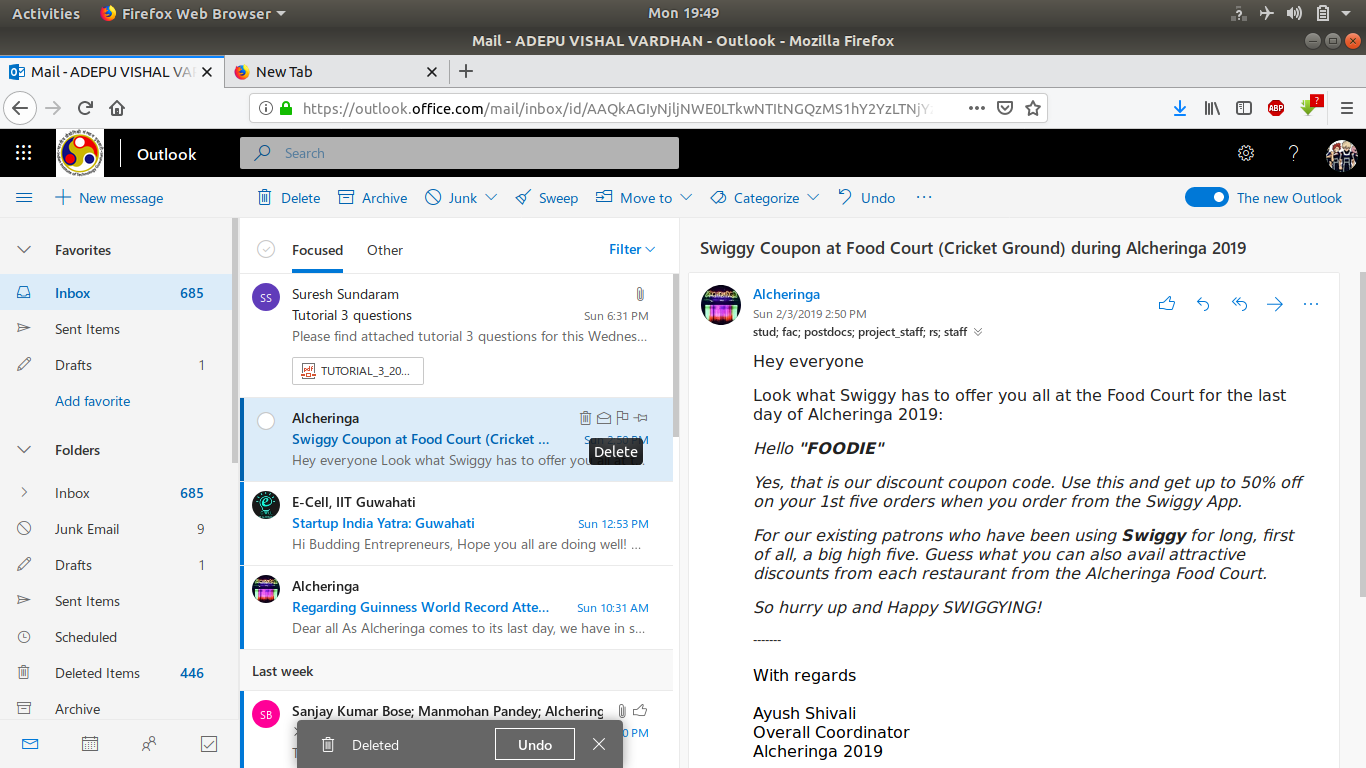 Activities Firefox Web Browser Mon 19:49
Mail - ADEPU VISHAL VARDHAN - Outlook - Mozilla Firefox
Mail - ADEPU VISHAL VAR New Tab
https://outlook.office.com/mail/inbox/id/AAQkAGIyNjljNWE0LTkwNTItNGQzMS1hY2YzLTNjY
ABP ?
Outlook Search ?
New message Delete Archive Junk Sweep Move to Categorize Undo ... The new Outlook
Favorites
Inbox 685
Sent Items
Drafts 1
Add favorite
Folders
Inbox 685
Junk Email 9
Drafts 1
Sent Items
Scheduled
Deleted Items 446
Archive
Focused Other Filter
SS Suresh Sundaram
Tutorial 3 questions Sun 6:31 PM
Please find attached tutorial 3 questions for this Wednes...
pdf TUTORIAL_3_20...
Alcheringa
Swiggy Coupon at Food Court (Cricket ... Sun 2:50 PM
Hey everyone Look what Swiggy has to offer you all at t...
Delete
E-Cell, IIT Guwahati
Startup India Yatra: Guwahati Sun 12:53 PM
Hi Budding Entrepreneurs, Hope you all are doing well! ...
Alcheringa
Regarding Guinness World Record Atte... Sun 10:31 AM
Dear all As Alcheringa comes to its last day, we have in s...
Last week
SB Sanjay Kumar Bose; Manmohan Pandey; Alchering
PM
Deleted Undo
Swiggy Coupon at Food Court (Cricket Ground) during Alcheringa 2019
Alcheringa
Sun 2/3/2019 2:50 PM
stud; fac; postdocs; project_staff; rs; staff
Hey everyone
Look what Swiggy has to offer you all at the Food Court for the last
day of Alcheringa 2019:
Hello "FOODIE"
Yes, that is our discount coupon code. Use this and get up to 50% off
on your 1st five orders when you order from the Swiggy App.
For our existing patrons who have been using Swiggy for long, first
of all, a big high five. Guess what you can also avail attractive
discounts from each restaurant from the Alcheringa Food Court.
So hurry up and Happy SWIGGYING!
-------
With regards
Ayush Shivali
Overall Coordinator
Alcheringa 2019